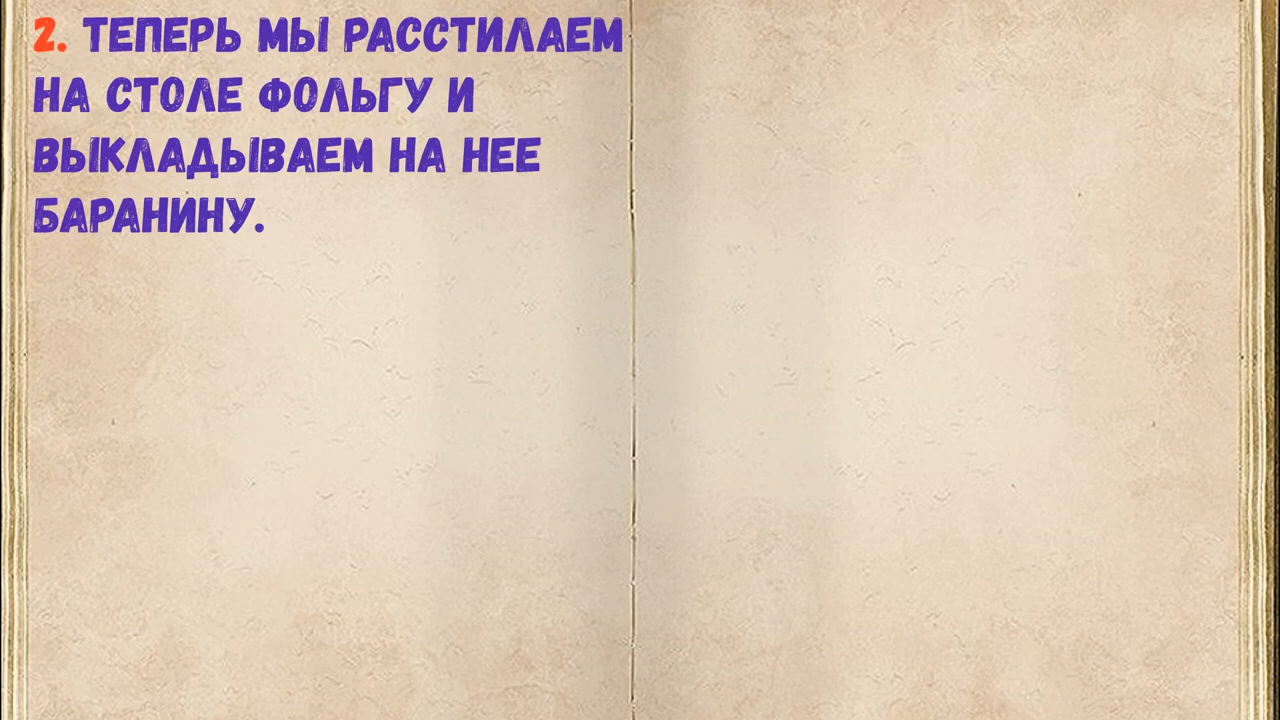 2. ТЕПЕРЬ МЫ РАССТИЛАЕМ
НА СТОЛЕ ФОЛЬГУ И
ВЫКЛАДЫВАЕМ НА НЕЕ
БАРАНИНУ.